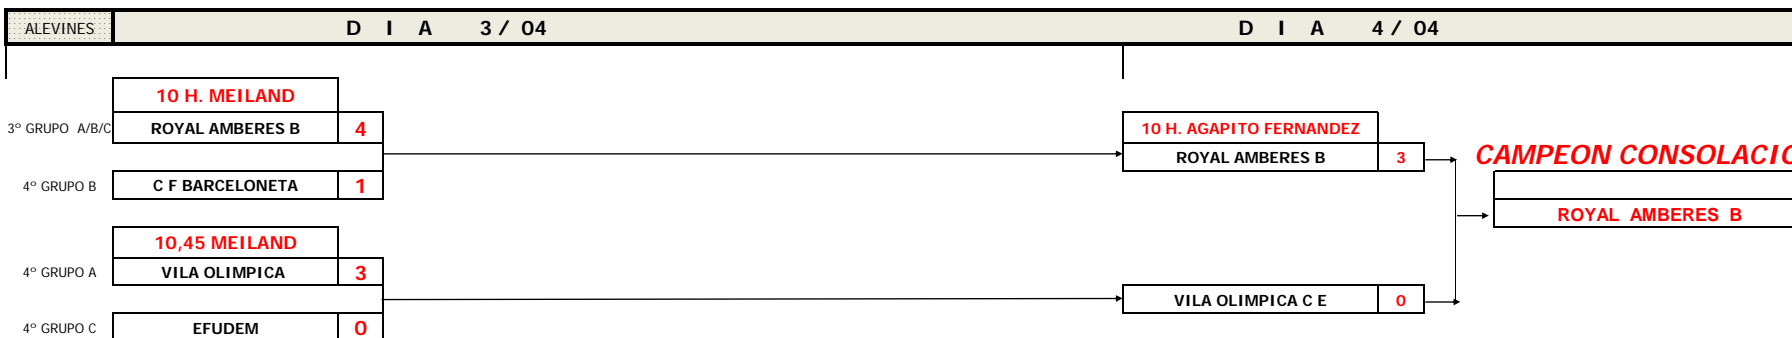 ALEVINES D I A 3 / 04 D I A 4 / 04
10 H. MEILAND
3º GRUPO A/B/C ROYAL AMBERES B 4
10 H. AGAPITO FERNANDEZ
ROYAL AMBERES B 3
CAMPEON CONSOLACIO
4º GRUPO B C F BARCELONETA 1
ROYAL AMBERES B
10,45 MEILAND
4º GRUPO A VILA OLIMPICA 3
VILA OLIMPICA C E 0
4º GRUPO C EFUDEM 0